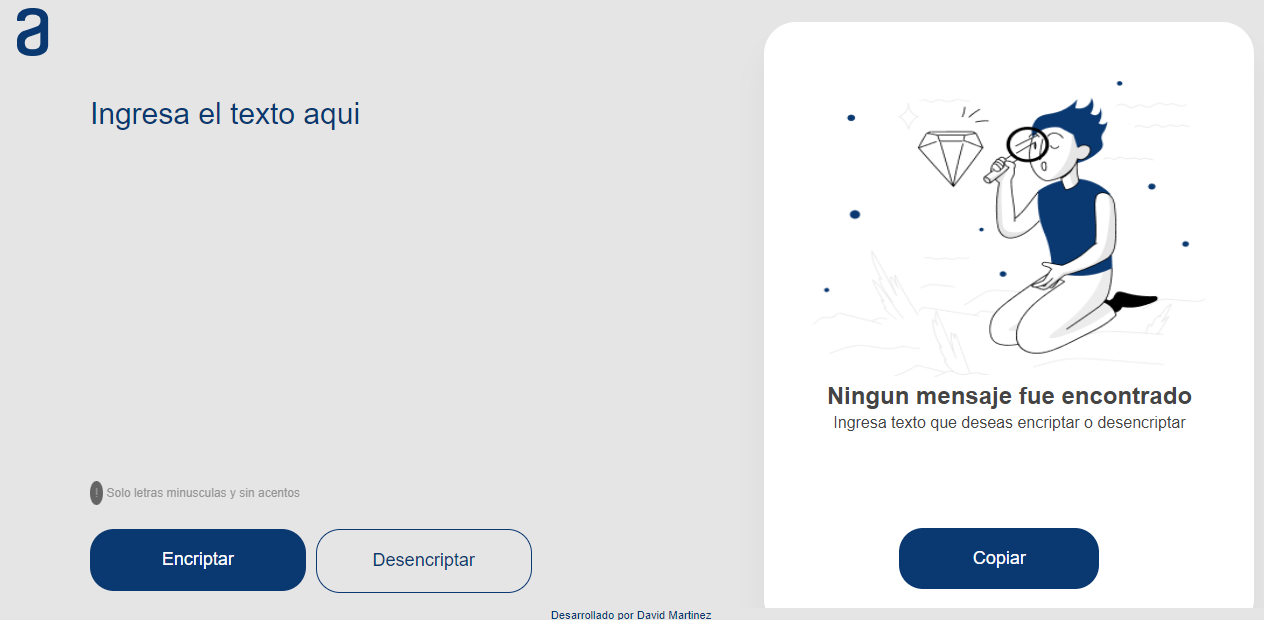 a
Ingresa el texto aqui
! Solo letras minusculas y sin acentos
Encriptar
Desencriptar
Ningun mensaje fue encontrado
Ingresa texto que deseas encriptar o desencriptar
Copiar
Desarrollado por David Martinez